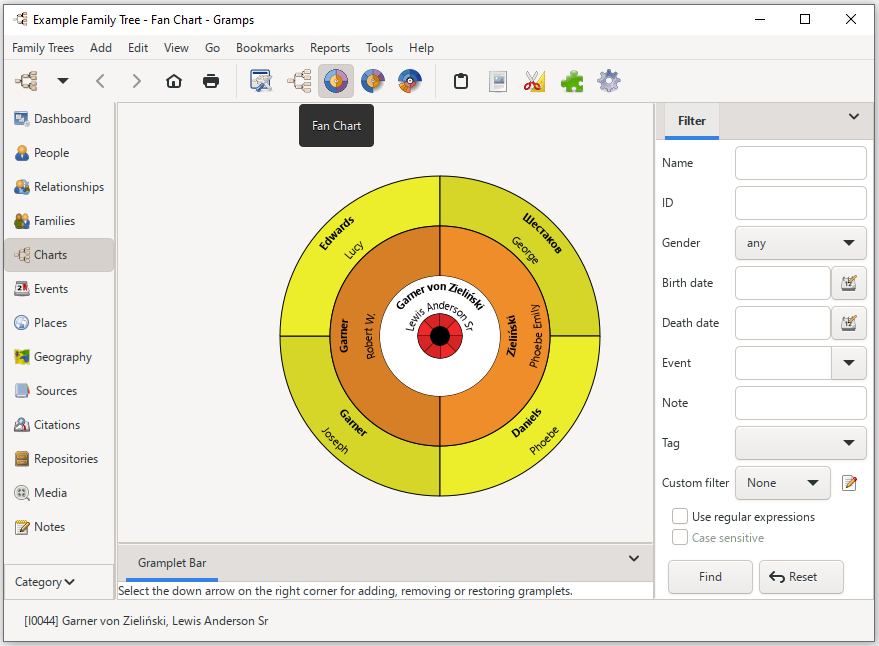 Example Family Tree - Fan Chart - Gramps
Family Trees Add Edit View Go Bookmarks Reports Tools Help
Fan Chart
Dashboard
People
Relationships
Families
Charts
Events
Places
Geography
Sources
Citations
Repositories
Media
Notes
Category
Edwards
Lucy
Шестаков
George
Garner
Robert W.
Garner von Zieliński
Lewis Anderson Sr
Zieliński
Phoebe Emily
Garner
Joseph
Daniels
Phoebe
Gramplet Bar
Select the down arrow on the right corner for adding, removing or restoring gramplets.
Filter
Name
ID
Gender any
Birth date
Death date
Event
Note
Tag
Custom filter None
Use regular expressions
Case sensitive
Find Reset
[I0044] Garner von Zieliński, Lewis Anderson Sr